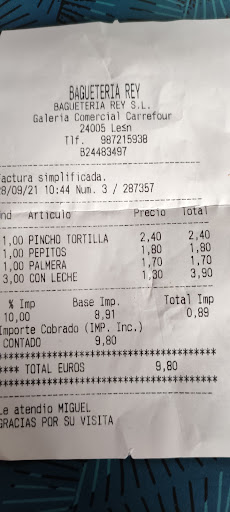 BAGUETERIA REY
BAGUETERIA REY S.L.
Galeria Comercial Carrefour
24005 Lesn
Tlf. 987215938
B24483497
actura simplificada.
28/09/21 10:44 Num. 3 / 287357
nd Articulo Precio Total
1,00 PINCHO TORTILLA 2,40 2,40
1,00 PEPITOS 1,80 1,80
1,00 PALMERA 1,70 1,70
3,00 CON LECHE 1,30 3,90
% Imp Base Imp. Total Imp
10,00 8,91 0,89
Importe Cobrado (IMP. Inc.)
CONTADO 9,80
****************************************
**** TOTAL EUROS 9,80
****************************************
Le atendio MIGUEL
GRACIAS POR SU VISITA